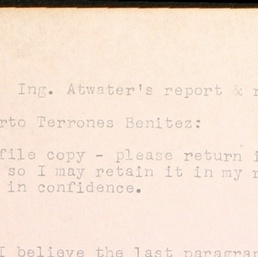 Ing. Atwater's report &
rto Terrones Benitez:
file copy - please return
so I may retain it in my
in confidence.
I believe the last paragra